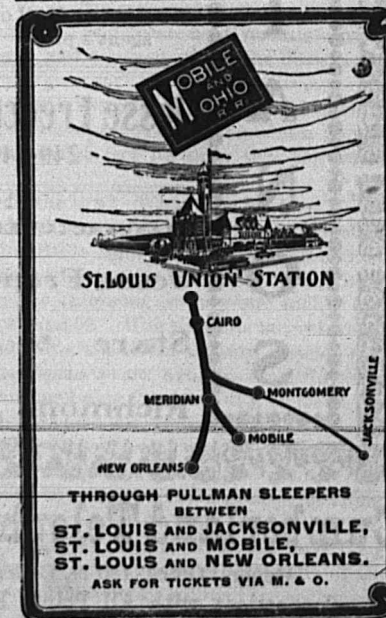 MOBILE
AND
OHIO
R.R.
ST. LOUIS UNION STATION
CAIRO
MONTGOMERY
MERIDIAN
JACKSONVILLE
MOBILE
NEW ORLEANS
THROUGH PULLMAN SLEEPERS
BETWEEN
ST. LOUIS AND JACKSONVILLE,
ST. LOUIS AND MOBILE,
ST. LOUIS AND NEW ORLEANS.
ASK FOR TICKETS VIA M. & O.